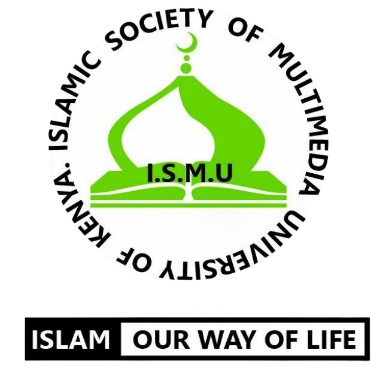 ISLAMIC SOCIETY OF MULTIMEDIA UNIVERSITY OF KENYA.
I.S.M.U
ISLAM OUR WAY OF LIFE